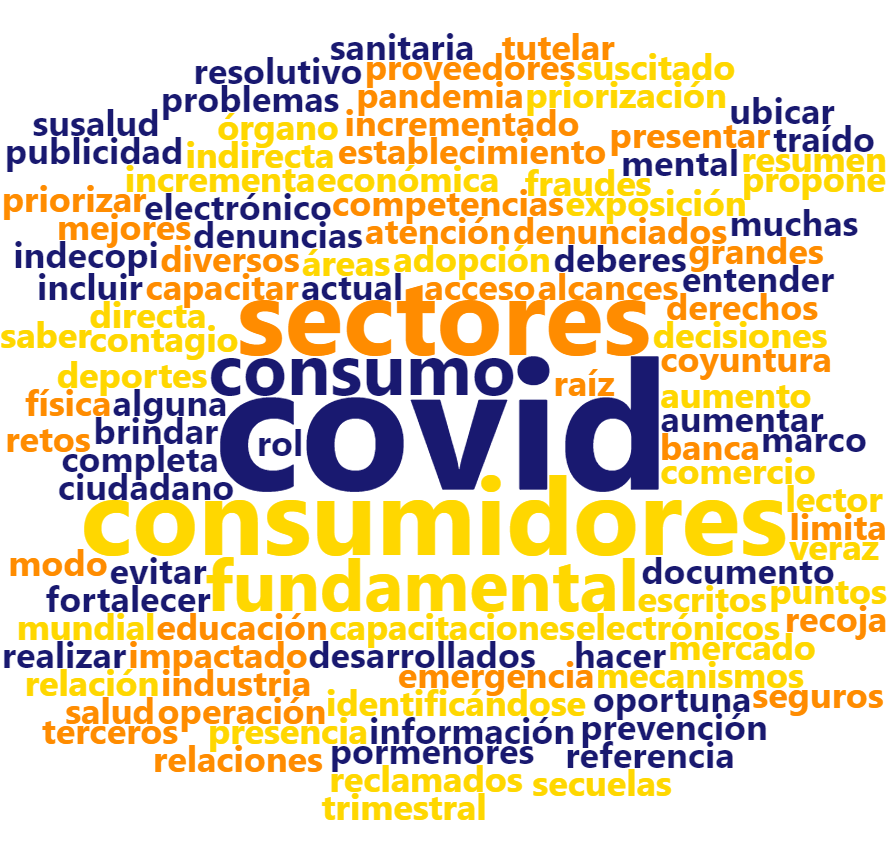 sanitaria tutelar
resolutivo proveedores suscitado
problemas pandemia priorización
susalud órgano incrementado ubicar
publicidad indirecta establecimiento presentar traído
incrementa económica fraudes mental resumen
priorizar electrónico competencias exposición propone
mejores denuncias atención denunciados muchas
indecopi diversos áreas adopción deberes grandes
incluir capacitar actual acceso alcances entender
directa sectores derechos
saber contagio decisiones
deportes consumo raíz coyuntura
física alguna covid aumento
retos brindar rol aumentar
completa banca marco
ciudadano comercio
consumidores lector
limita
veraz
modo evitar fundamental documento
fortalecer escritos puntos
mundial educación capacitaciones electrónicos recoja
realizar impactado desarrollados hacer mercado
relación industria emergencia mecanismos
salud operación identificándose oportuna seguros
terceros presencia información prevención
relaciones pormenores referencia
reclamados secuelas
trimestral